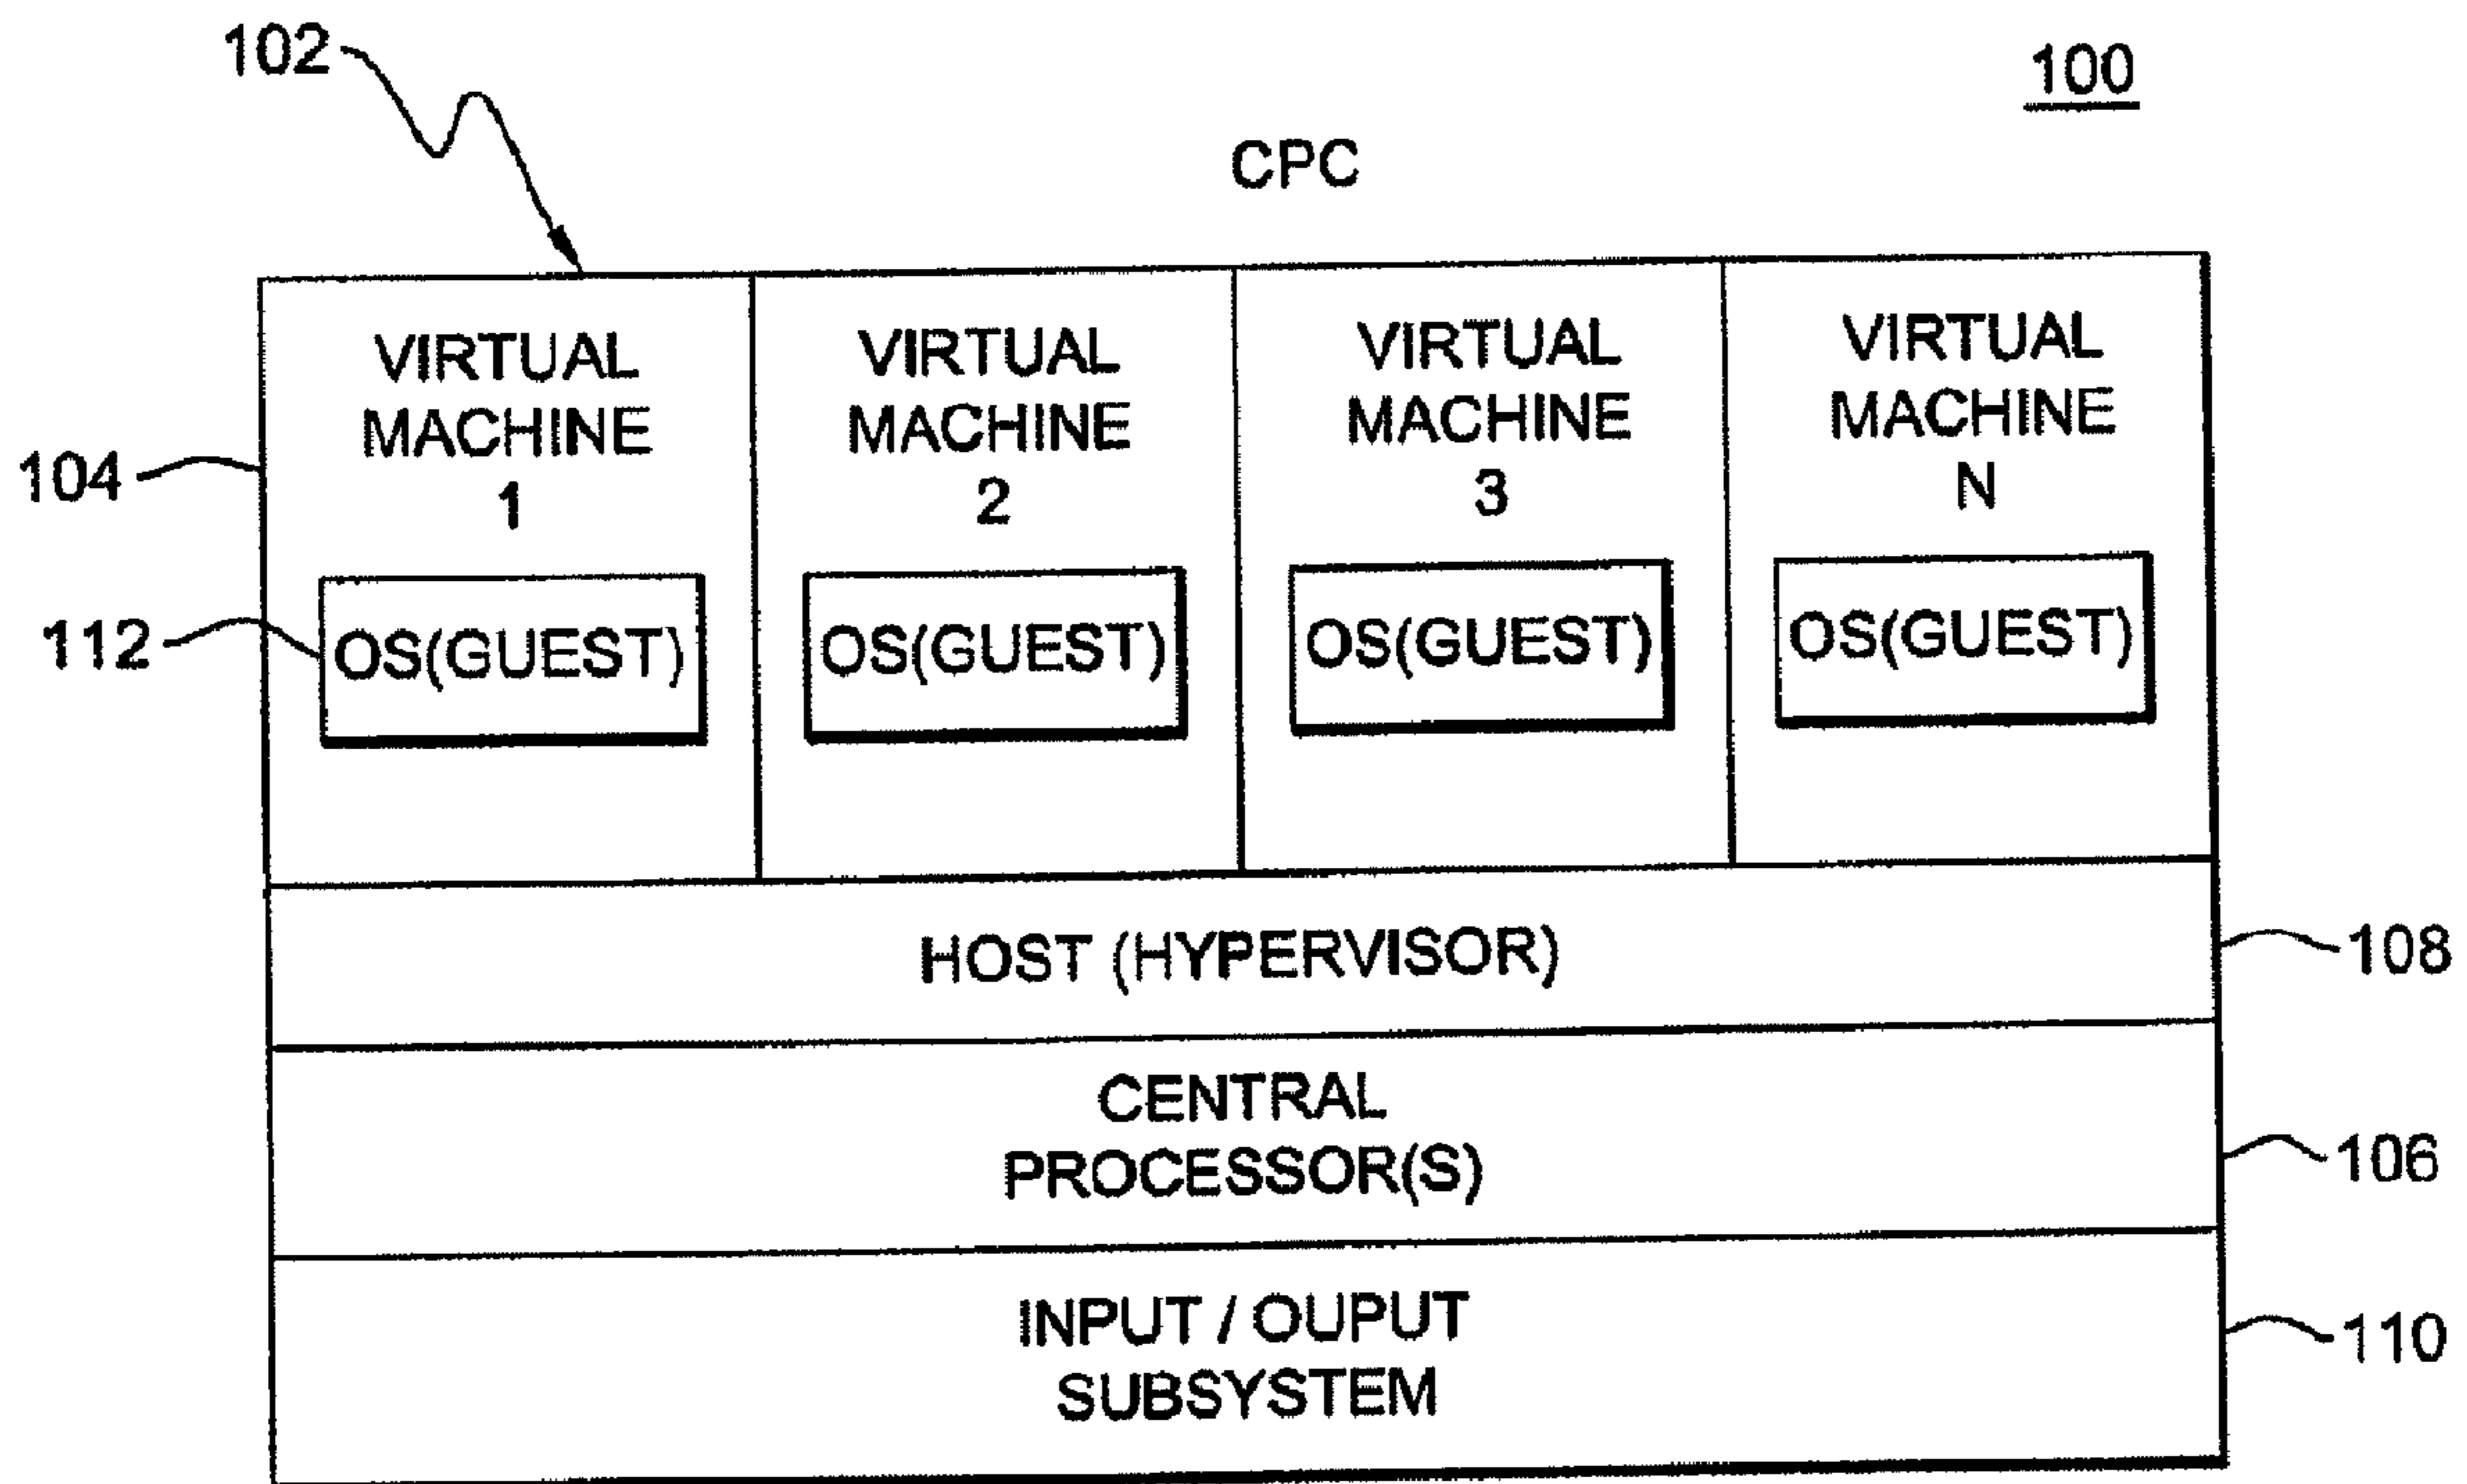 102
100
CPC
VIRTUAL
MACHINE
1
VIRTUAL
MACHINE
2
VIRTUAL
MACHINE
3
VIRTUAL
MACHINE
N
104
112
OS(GUEST)
OS(GUEST)
OS(GUEST)
OS(GUEST)
HOST (HYPERVISOR)
108
CENTRAL
PROCESSOR(S)
106
INPUT / OUPUT
SUBSYSTEM
110